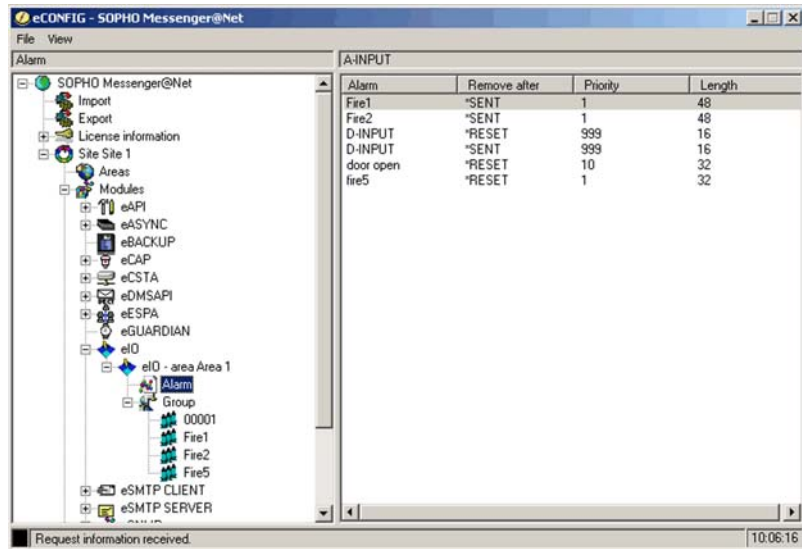 eCONFIG - SOPHO Messenger@Net
File View
Alarm
A-INPUT
SOPHO Messenger@Net
Import
Export
License information
Site Site 1
Areas
Modules
eAPI
eASYNC
eBACKUP
eCAP
eCSTA
eDMSAPI
eESPA
eGUARDIAN
eIO
eIO - area Area 1
Alarm
Group
00001
Fire1
Fire2
Fire5
eSMTP CLIENT
eSMTP SERVER
Alarm Remove after Priority Length
Fire1 *SENT 1 48
Fire2 *SENT 1 48
D-INPUT *RESET 999 16
D-INPUT *SENT 999 16
door open *RESET 10 32
fire5 *RESET 1 32
Request information received.
10:06:16